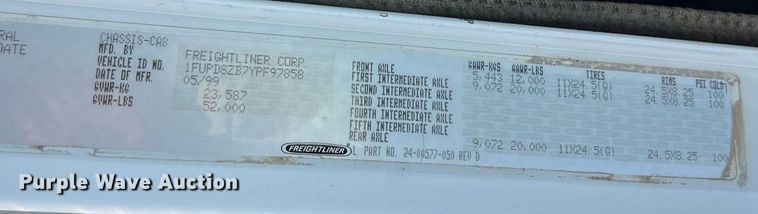 RAL
DATE
CHASSIS-CAB
MFD. BY FREIGHTLINER CORP.
VEHICLE ID NO. 1FUPDSZB7YPF97858
DATE OF MFR. 05/99
GVWR-KG 23,587
GVWR-LBS 52,000
GAWR-KGS GAWR-LBS TIRES RIMS PSI COLD
FRONT AXLE 5,443 12,000 11X24.5(G) 24.5X8.25 100
FIRST INTERMEDIATE AXLE 9,072 20,000 11X24.5(G) 24.5X8.25 100
SECOND INTERMEDIATE AXLE
THIRD INTERMEDIATE AXLE
FOURTH INTERMEDIATE AXLE
FIFTH INTERMEDIATE AXLE
REAR AXLE 9,072 20,000 11X24.5(G) 24.5X8.25 100
FREIGHTLINER L PART NO. 24-00577-050 REV D
Purple Wave Auction